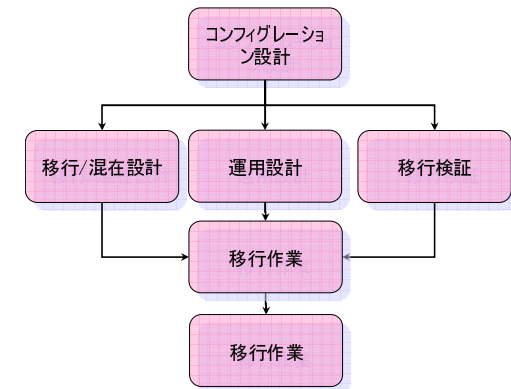 コンフィグレーショ
ン設計
移行/混在設計
運用設計
移行検証
移行作業
移行作業